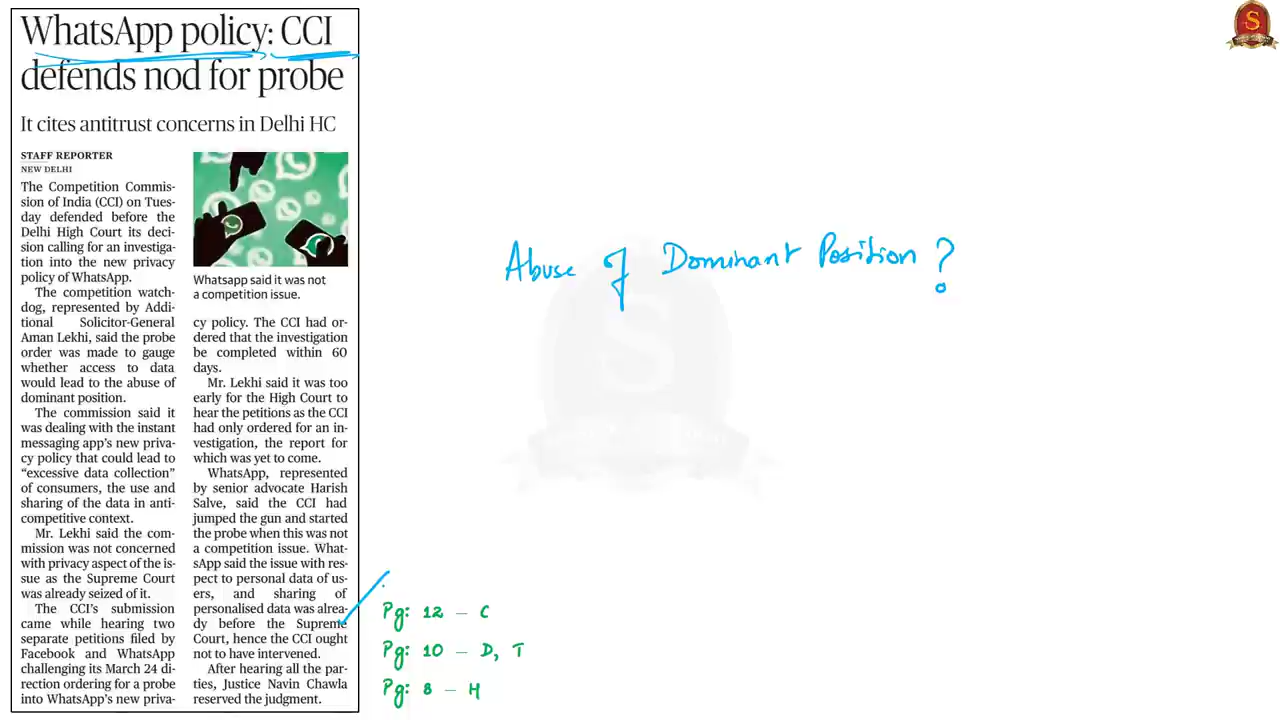 WhatsApp policy: CCI
defends nod for probe
It cites antitrust concerns in Delhi HC
STAFF REPORTER
NEW DELHI
The Competition Commis-
sion of India (CCI) on Tues-
day defended before the
Delhi High Court its deci-
sion calling for an investiga-
tion into the new privacy
policy of WhatsApp.
The competition watch-
dog, represented by Addi-
tional Solicitor-General
Aman Lekhi, said the probe
order was made to gauge
whether access to data
would lead to the abuse of
dominant position.
The commission said it
was dealing with the instant
messaging app's new priva-
cy policy that could lead to
“excessive data collection”
of consumers, the use and
sharing of the data in anti-
competitive context.
Mr. Lekhi said the com-
mission was not concerned
with privacy aspect of the is-
sue as the Supreme Court
was already seized of it.
The CCI's submission
came while hearing two
separate petitions filed by
Facebook and WhatsApp
challenging its March 24 di-
rection ordering for a probe
into WhatsApp's new priva-
Whatsapp said it was not
a competition issue.
cy policy. The CCI had or-
dered that the investigation
be completed within 60
days.
Mr. Lekhi said it was too
early for the High Court to
hear the petitions as the CCI
had only ordered for an in-
vestigation, the report for
which was yet to come.
WhatsApp, represented
by senior advocate Harish
Salve, said the CCI had
jumped the gun and started
the probe when this was not
a competition issue. What-
sApp said the issue with res-
pect to personal data of us-
ers, and sharing of
personalised data was alrea-
dy before the Supreme
Court, hence the CCI ought
not to have intervened.
After hearing all the par-
ties, Justice Navin Chawla
reserved the judgment.
Abuse of Dominant Position ?
Pg: 12 – C
Pg: 10 – D, T
Pg: 8 – H
S
S